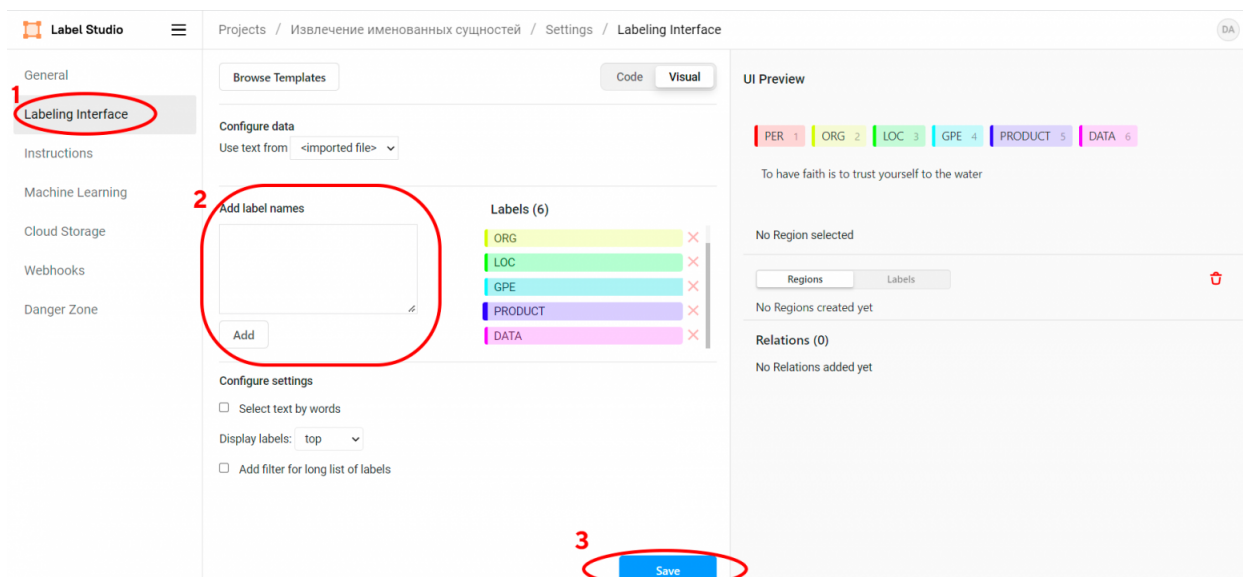 Label Studio
Projects / Извлечение именованных сущностей / Settings / Labeling Interface
DA
General
1
Labeling Interface
Instructions
Machine Learning
Cloud Storage
Webhooks
Danger Zone
Browse Templates
Code Visual
Configure data
Use text from <imported file>
2
Add label names
Add
Labels (6)
ORG
LOC
GPE
PRODUCT
DATA
Configure settings
Select text by words
Display labels: top
Add filter for long list of labels
3
Save
UI Preview
PER 1 ORG 2 LOC 3 GPE 4 PRODUCT 5 DATA 6
To have faith is to trust yourself to the water
No Region selected
Regions Labels
No Regions created yet
Relations (0)
No Relations added yet